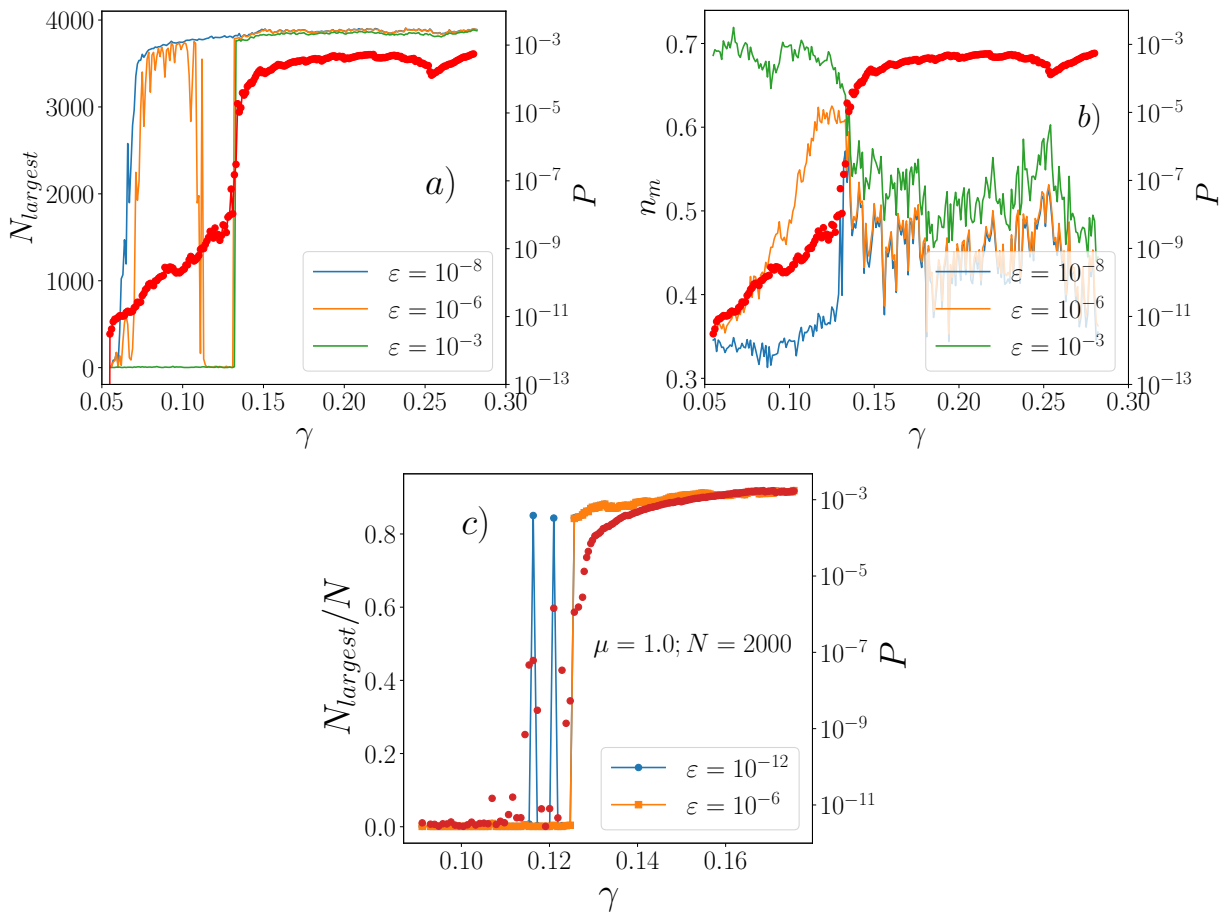 4000
3000
2000
1000
0
N_{largest}
a)
ε = 10^{-8}
ε = 10^{-6}
ε = 10^{-3}
10^{-3}
10^{-5}
10^{-7}
10^{-9}
10^{-11}
10^{-13}
P
0.05 0.10 0.15 0.20 0.25 0.30
γ
0.7
0.6
0.5
0.4
0.3
n_m
b)
ε = 10^{-8}
ε = 10^{-6}
ε = 10^{-3}
10^{-3}
10^{-5}
10^{-7}
10^{-9}
10^{-11}
10^{-13}
P
0.05 0.10 0.15 0.20 0.25 0.30
γ
0.8
0.6
0.4
0.2
0.0
N_{largest}/N
c)
μ = 1.0; N = 2000
ε = 10^{-12}
ε = 10^{-6}
10^{-3}
10^{-5}
10^{-7}
10^{-9}
10^{-11}
P
0.10 0.12 0.14 0.16
γ